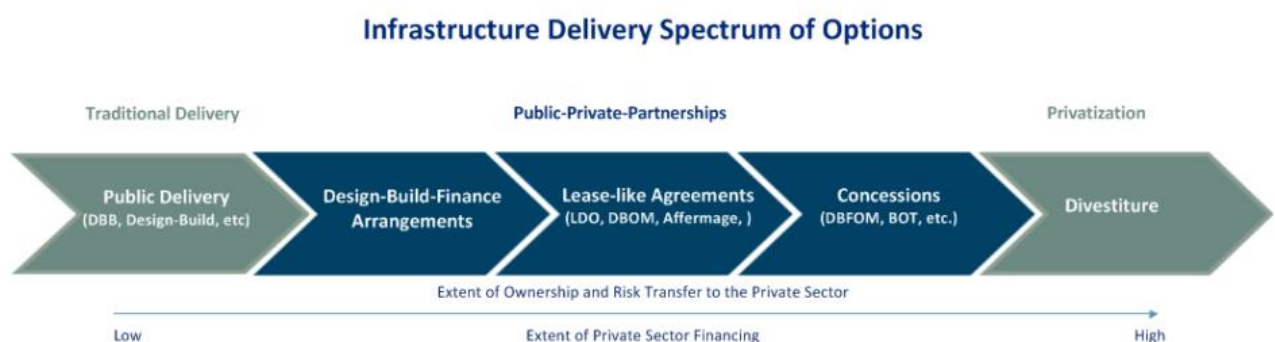 Infrastructure Delivery Spectrum of Options
Traditional Delivery
Public-Private-Partnerships
Privatization
Public Delivery
(DBB, Design-Build, etc)
Design-Build-Finance
Arrangements
Lease-like Agreements
(LDO, DBOM, Affermage, )
Concessions
(DBFOM, BOT, etc.)
Divestiture
Extent of Ownership and Risk Transfer to the Private Sector
Low
Extent of Private Sector Financing
High